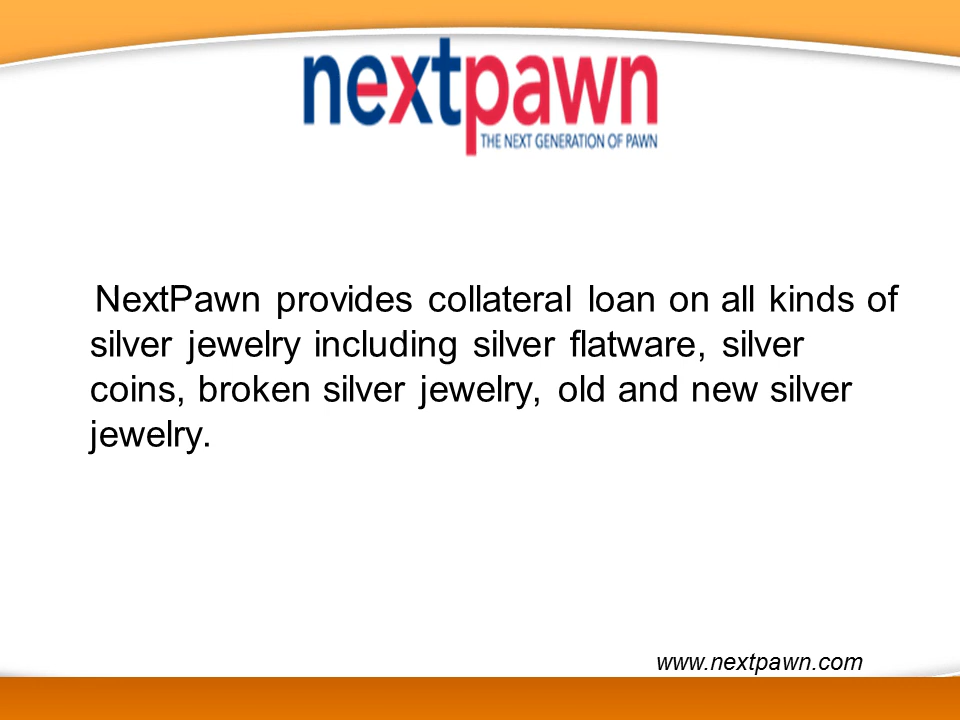 nextpawn
THE NEXT GENERATION OF PAWN
NextPawn provides collateral loan on all kinds of
silver jewelry including silver flatware, silver
coins, broken silver jewelry, old and new silver
jewelry.
www.nextpawn.com